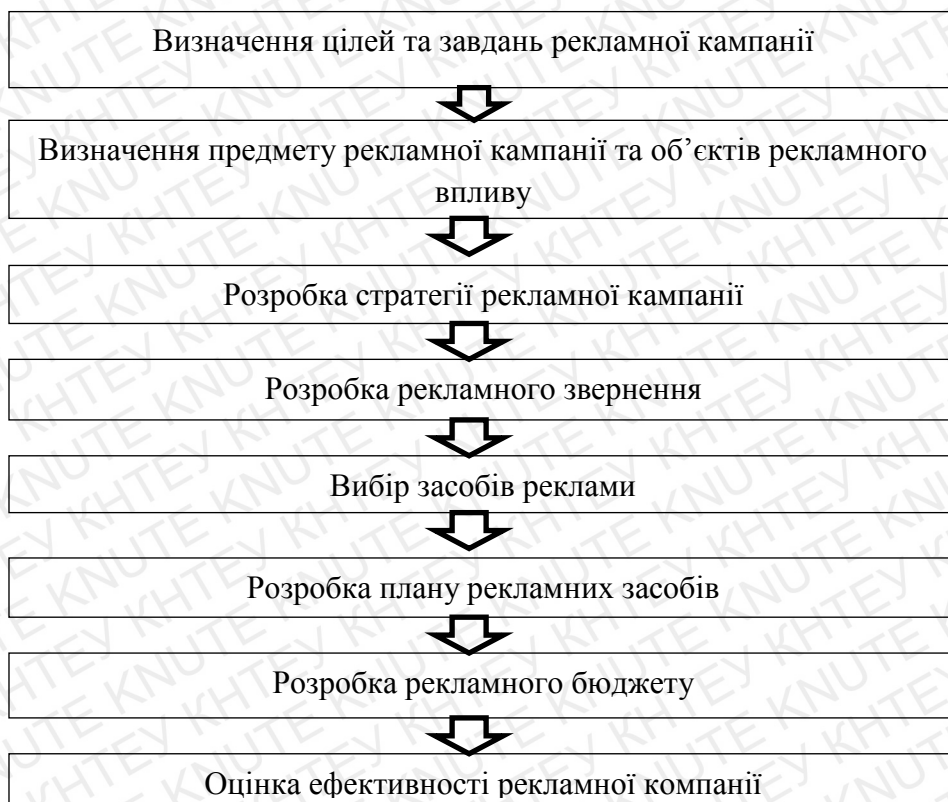 Визначення цілей та завдань рекламної кампанії
Визначення предмету рекламної кампанії та об’єктів рекламного
впливу
Розробка стратегії рекламної кампанії
Розробка рекламного звернення
Вибір засобів реклами
Розробка плану рекламних засобів
Розробка рекламного бюджету
Оцінка ефективності рекламної компанії